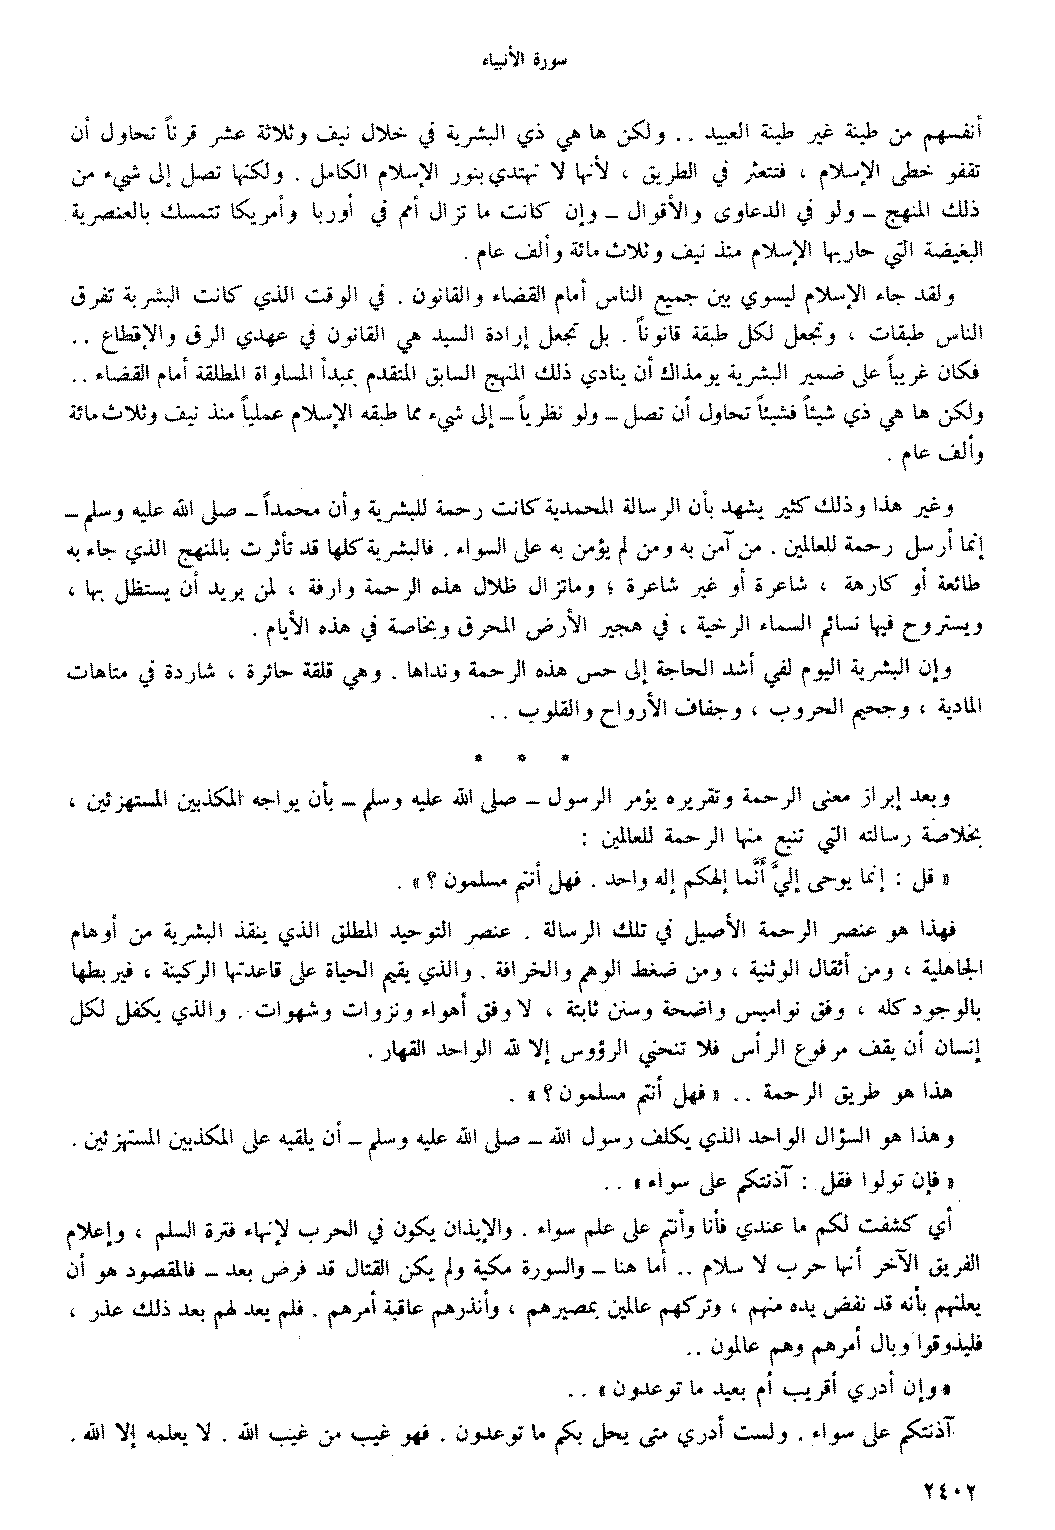 سورة الأنبياء
أنفسهم من طينة غير طينة العبيد .. ولكن ها هي ذي البشرية في خلال نيف وثلاثة عشر قرناً تحاول أن
تقفو خطى الإسلام ، فتتعثر في الطريق ، لأنها لا تهتدي بنور الإسلام الكامل . ولكنها تصل إلى شيء من
ذلك المنهج – ولو في الدعاوى والأقوال – وإن كانت ما تزال أمم في أوربا وأمريكا تتمسك بالعنصرية
البغيضة التي حاربها الإسلام منذ نيف وثلاث مائة وألف عام .
ولقد جاء الإسلام ليسوي بين جميع الناس أمام القضاء والقانون . في الوقت الذي كانت البشرية تفرق
الناس طبقات ، وتجعل لكل طبقة قانوناً . بل تجعل إرادة السيد هي القانون في عهدي الرق والإقطاع ..
فكان غريباً على ضمير البشرية يومذاك أن ينادي ذلك المنهج السابق المتقدم بمبدأ المساواة المطلقة أمام القضاء ..
ولكن ها هي ذي شيئاً فشيئاً تحاول أن تصل – ولو نظرياً – إلى شيء مما طبقه الإسلام عملياً منذ نيف وثلاث مائة
وألف عام .
وغير هذا وذلك كثير يشهد بأن الرسالة المحمدية كانت رحمة للبشرية وأن محمداً – صلى الله عليه وسلم –
إنما أرسل رحمة للعالمين . من آمن به ومن لم يؤمن به على السواء . فالبشرية كلها قد تأثرت بالمنهج الذي جاء به
طائعة أو كارهة ، شاعرة أو غير شاعرة ؛ وماتزال ظلال هذه الرحمة وارفة ، لمن يريد أن يستظل بها ،
ويستروح فيها نسائم السماء الرخية ، في هجير الأرض المحرق وبخاصة في هذه الأيام .
وإن البشرية اليوم لفي أشد الحاجة إلى حس هذه الرحمة ونداها . وهي قلقة حائرة ، شاردة في متاهات
المادية ، وجحيم الحروب ، وجفاف الأرواح والقلوب ..
* * *
وبعد إبراز معنى الرحمة وتقريره يؤمر الرسول – صلى الله عليه وسلم – بأن يواجه المكذبين المستهزئين ،
بخلاصة رسالته التي تنبع منها الرحمة للعالمين :
« قل : إنما يوحى إليَّ أَنَّما إلهكم إله واحد . فهل أنتم مسلمون ؟» .
فهذا هو عنصر الرحمة الأصيل في تلك الرسالة . عنصر التوحيد المطلق الذي ينقذ البشرية من أوهام
الجاهلية ، ومن أثقال الوثنية ، ومن ضغط الوهم والخرافة . والذي يقيم الحياة على قاعدتها الركينة ، فيربطها
بالوجود كله ، وفق نواميس واضحة وسنن ثابتة ، لا وفق أهواء ونزوات وشهوات . والذي يكفل لكل
إنسان أن يقف مرفوع الرأس فلا تنحني الرؤوس إلا لله الواحد القهار .
هذا هو طريق الرحمة .. « فهل أنتم مسلمون ؟» .
وهذا هو السؤال الواحد الذي يكلف رسول الله – صلى الله عليه وسلم – أن يلقيه على المكذبين المستهزئين .
« فإن تولوا فقل : آذنتكم على سواء » ..
أي كشفت لكم ما عندي فأنا وأنتم على علم سواء . والإيذان يكون في الحرب لإنهاء فترة السلم ، وإعلام
الفريق الآخر أنها حرب لا سلام .. أما هنا – والسورة مكية ولم يكن القتال قد فرض بعد – فالمقصود هو أن
يعلنهم بأنه قد نفض يده منهم ، وتركهم عالمين بمصيرهم ، وأنذرهم عاقبة أمرهم . فلم يعد لهم بعد ذلك عذر ،
فليذوقوا وبال أمرهم وهم عالمون ..
« وإن أدري أقريب أم بعيد ما توعدون » ..
آذنتكم على سواء . ولست أدري متى يحل بكم ما توعدون . فهو غيب من غيب الله . لا يعلمه إلا الله .
٢٤٠٢